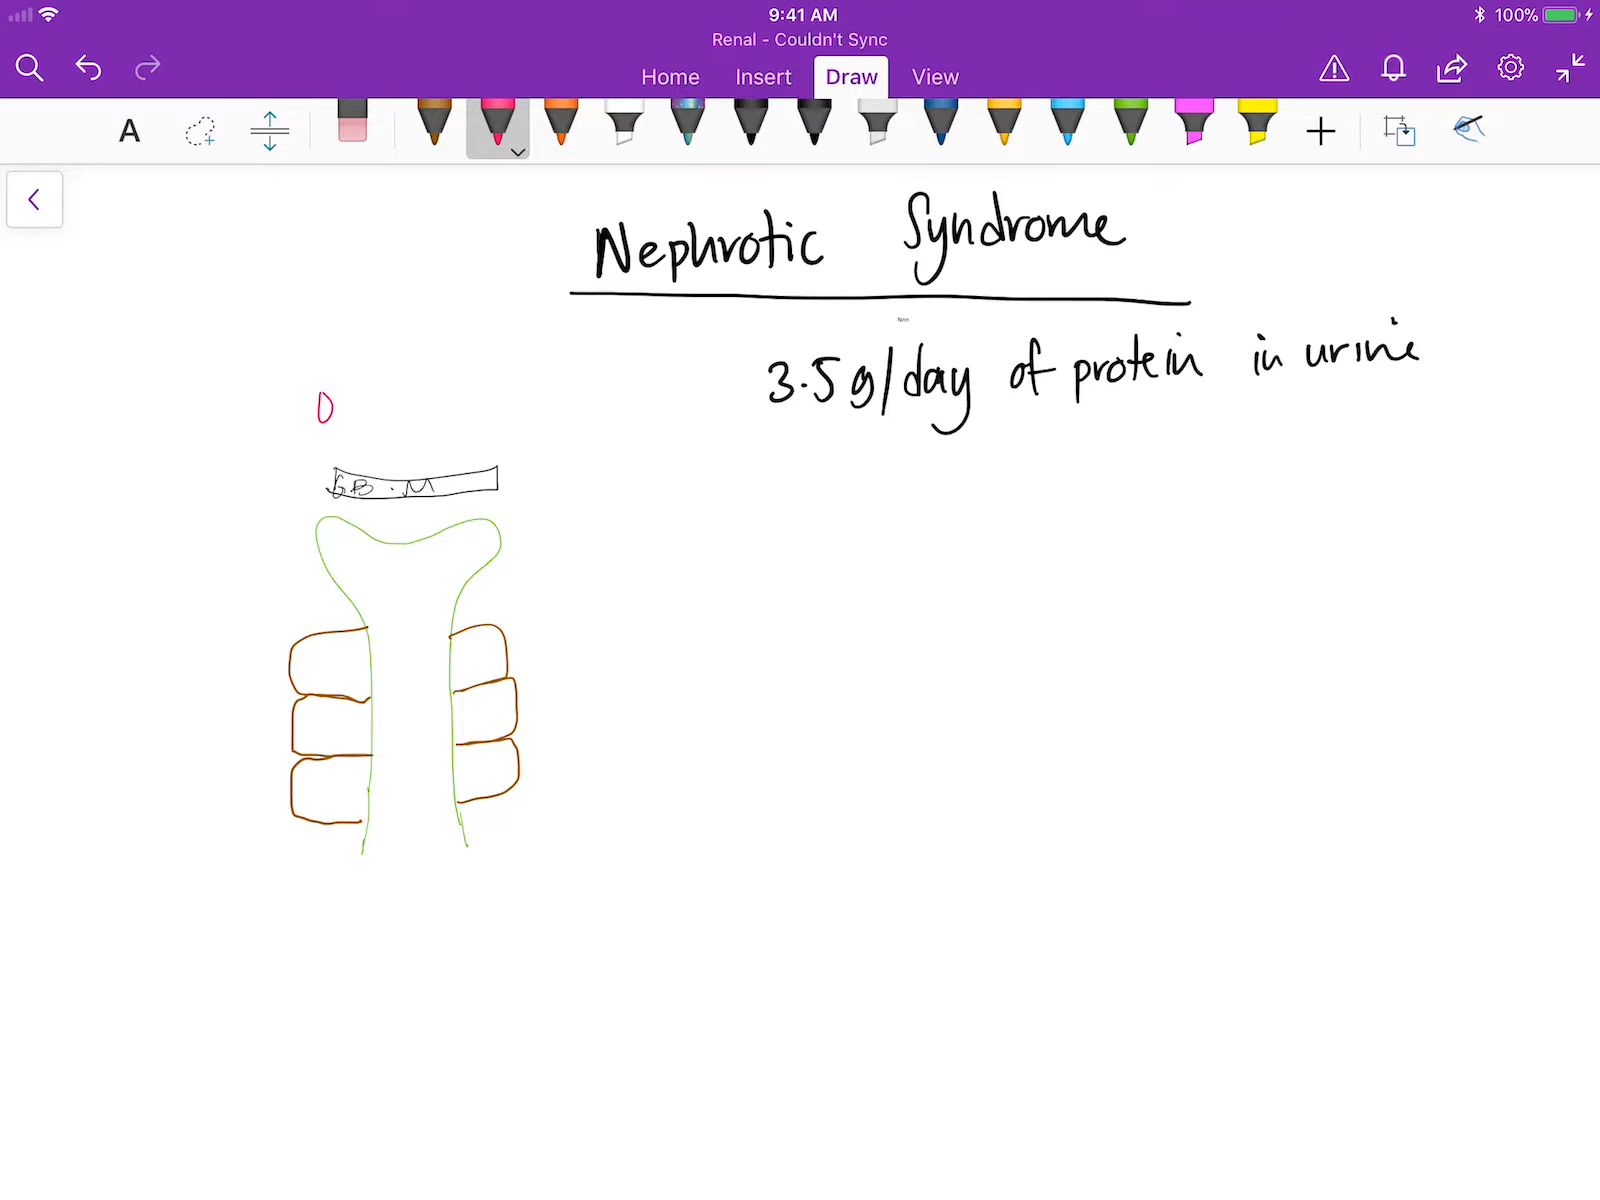 9:41 AM
100%
Renal - Couldn't Sync
Home Insert Draw View
A
Nephrotic Syndrome
Nnn
3.5g/day of protein in urine
G.B.M